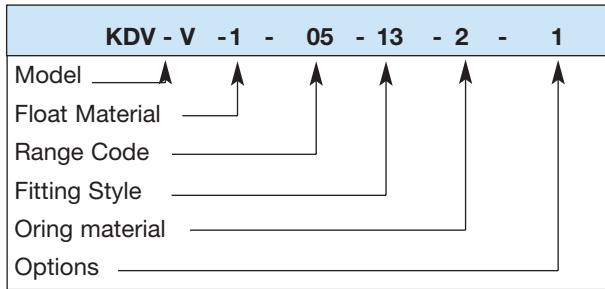 KDV - V - 1 - 05 - 13 - 2 - 1
Model
Float Material
Range Code
Fitting Style
Oring material
Options